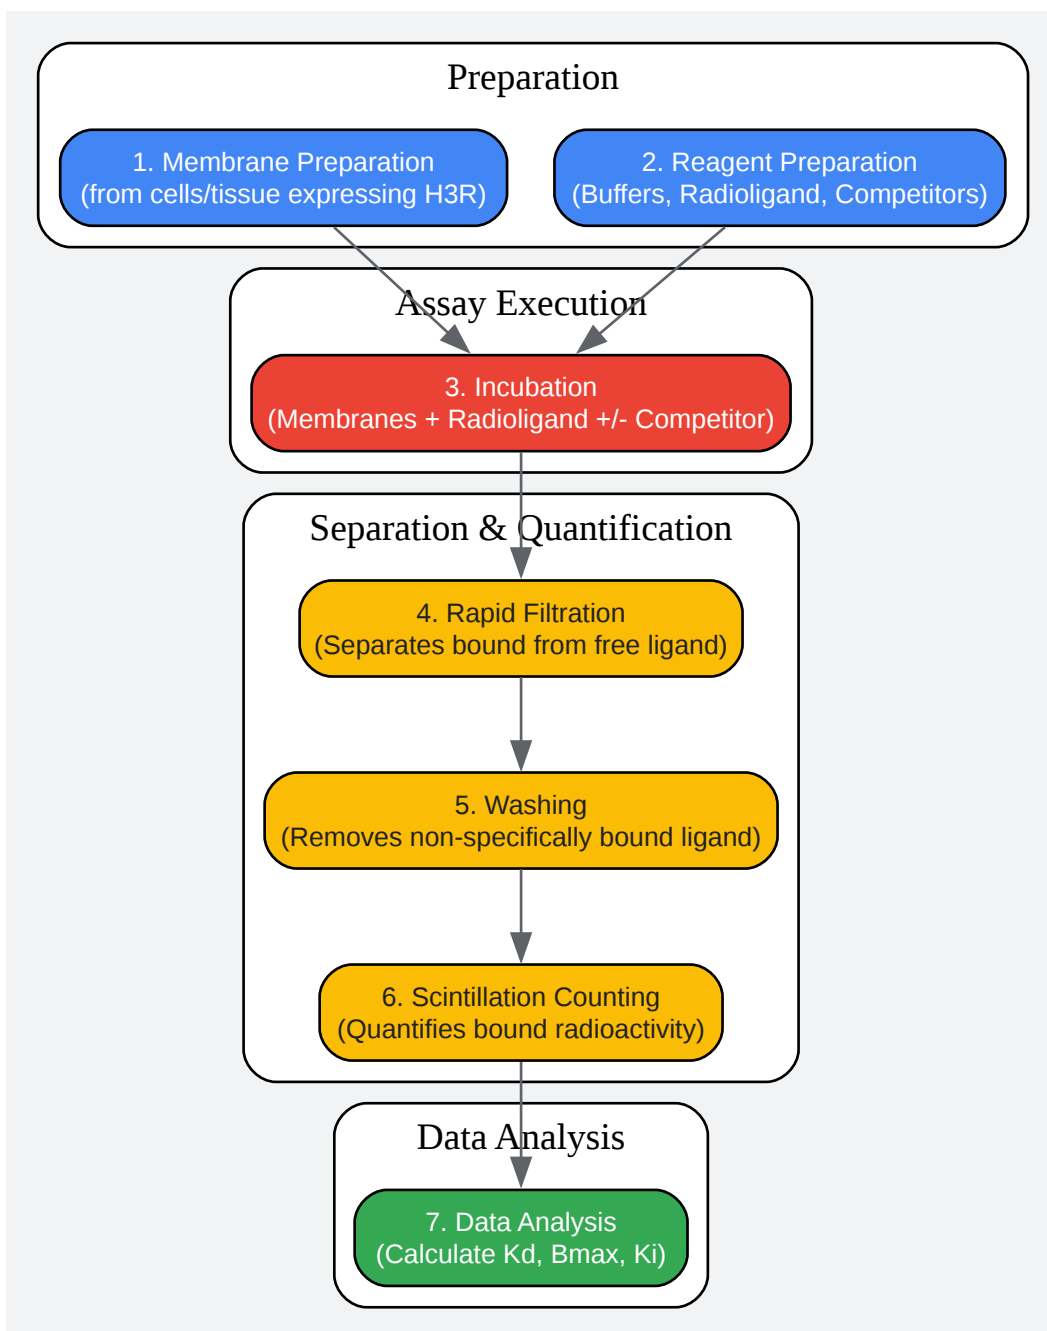 Preparation
1. Membrane Preparation
(from cells/tissue expressing H3R)
2. Reagent Preparation
(Buffers, Radioligand, Competitors)
Assay Execution
3. Incubation
(Membranes + Radioligand +/- Competitor)
Separation & Quantification
4. Rapid Filtration
(Separates bound from free ligand)
5. Washing
(Removes non-specifically bound ligand)
6. Scintillation Counting
(Quantifies bound radioactivity)
Data Analysis
7. Data Analysis
(Calculate Kd, Bmax, Ki)